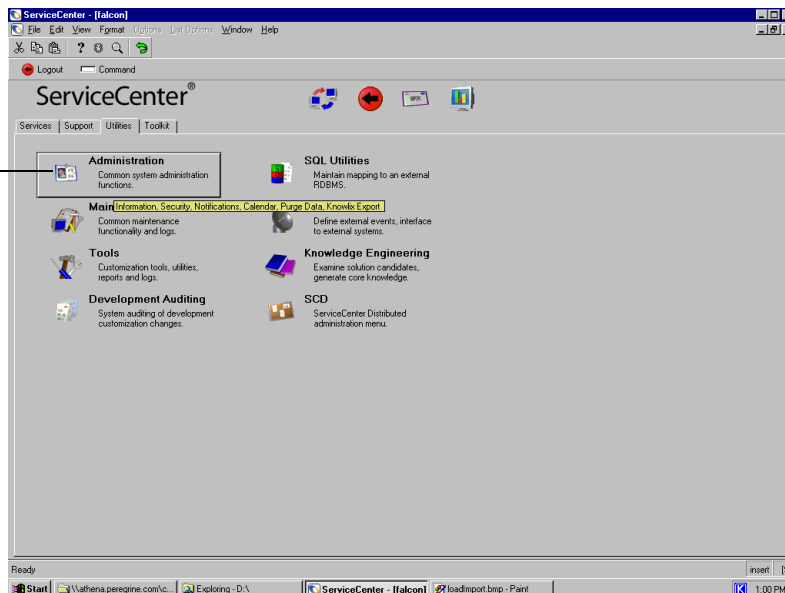 ServiceCenter - [falcon]
File Edit View Format Options List Options Window Help
Logout Command
ServiceCenter®
Services Support Utilities Toolkit
Administration
Common system administration
functions.
SQL Utilities
Maintain mapping to an external
RDBMS.
Main
Information, Security, Notifications, Calendar, Purge Data, Knowlix Export
Common maintenance
functionality and logs.
Define external events, interface
to external systems.
Tools
Customization tools, utilities,
reports and logs.
Knowledge Engineering
Examine solution candidates,
generate core knowledge.
Development Auditing
System auditing of development
customization changes.
SCD
ServiceCenter Distributed
administration menu.
Ready
insert
Start \\athena.peregrine.com\c... Exploring - D:\ ServiceCenter - [falcon] loadImport.bmp - Paint 1:00 PM